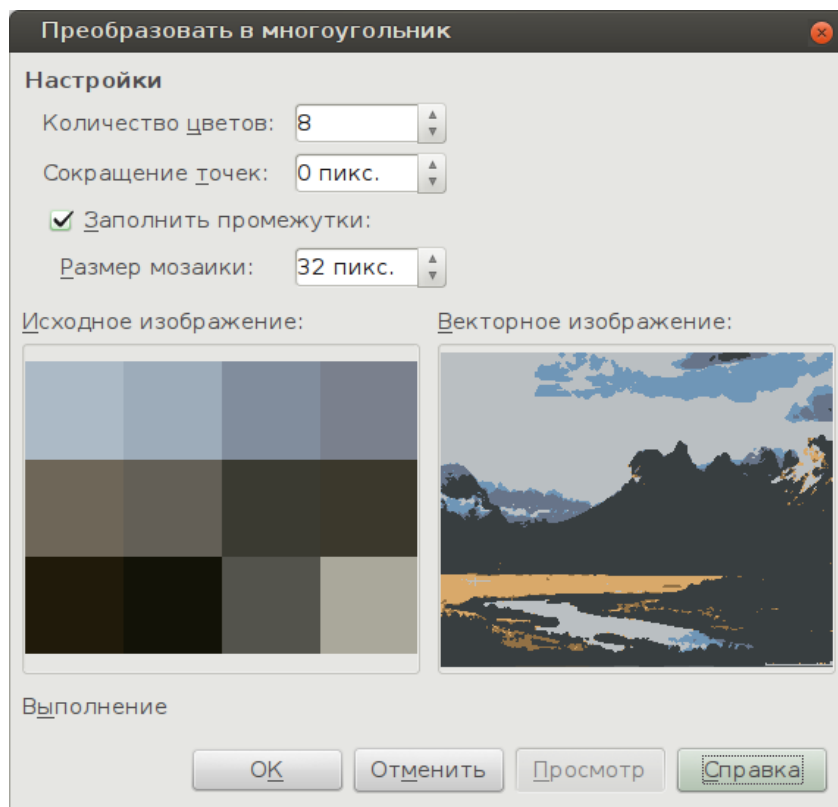 Преобразовать в многоугольник
Настройки
Количество цветов: 8
Сокращение точек: 0 пикс.
Заполнить промежутки:
Размер мозаики: 32 пикс.
Исходное изображение: Векторное изображение:
Выполнение
OK Отменить Просмотр Справка